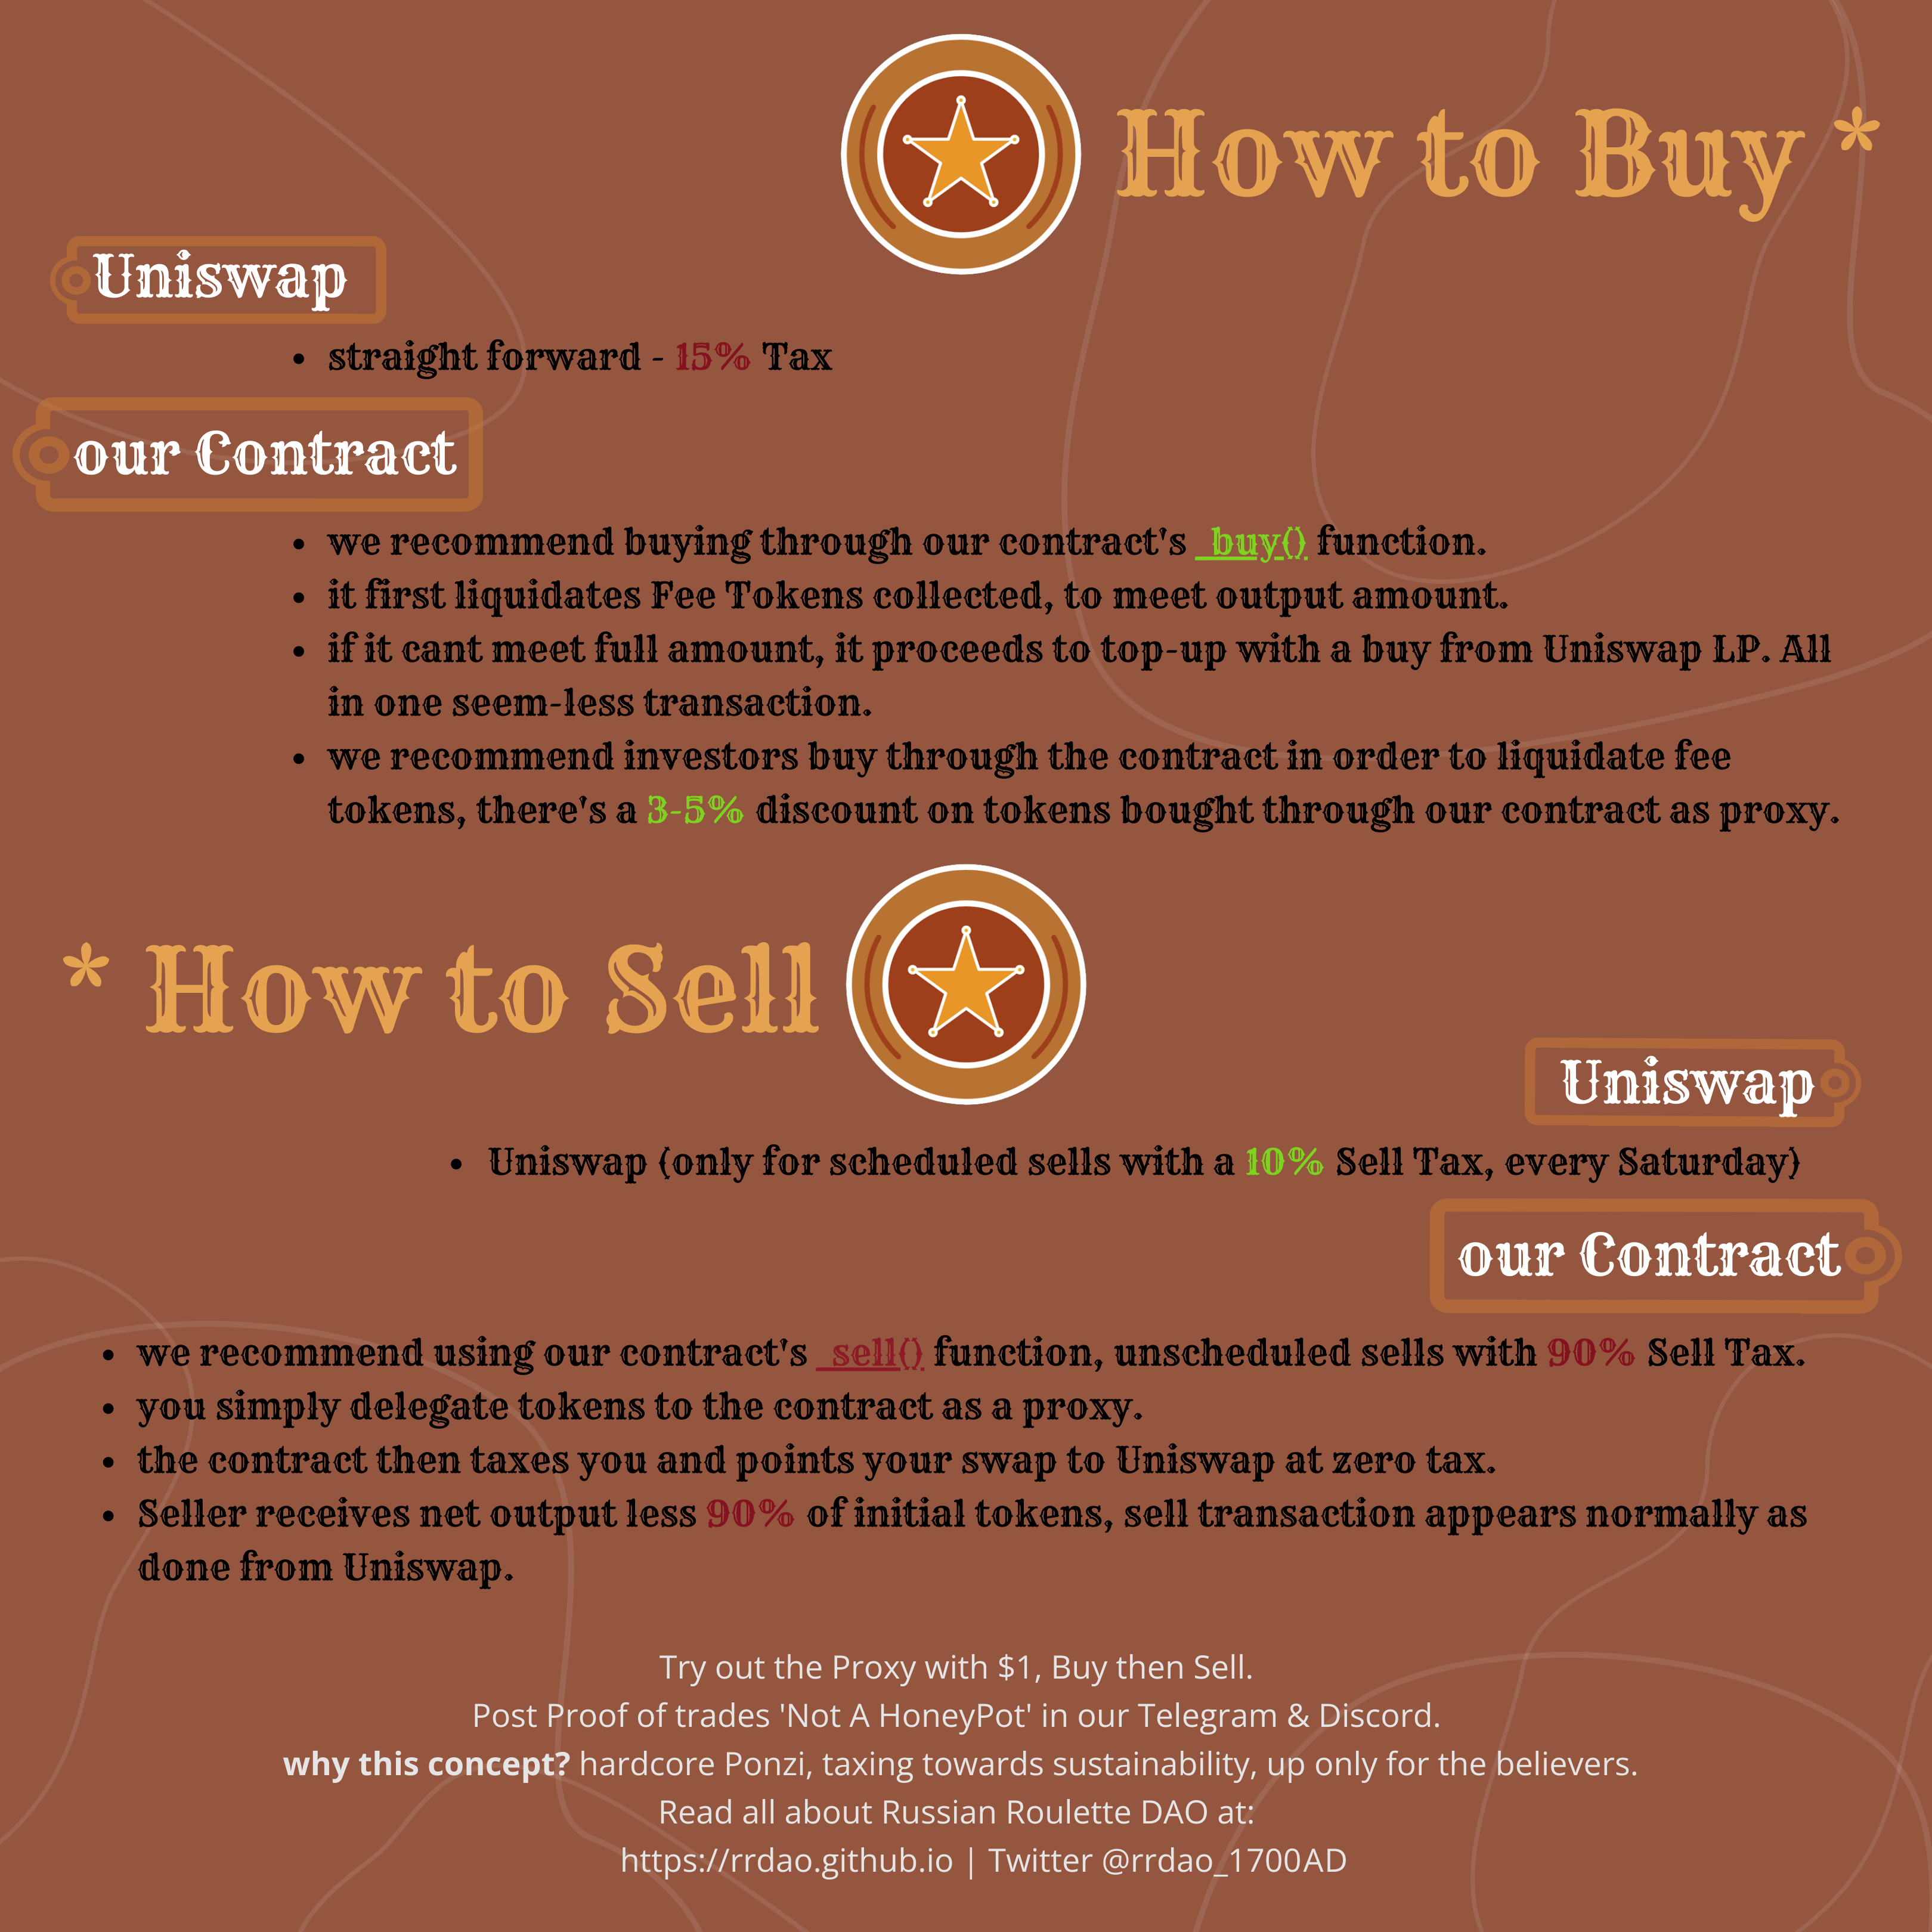 How to Buy *
Uniswap
• straight forward - 15% Tax
our Contract
• we recommend buying through our contract's _buy() function.
• it first liquidates Fee Tokens collected, to meet output amount.
• if it cant meet full amount, it proceeds to top-up with a buy from Uniswap LP. All
in one seem-less transaction.
• we recommend investors buy through the contract in order to liquidate fee
tokens, there's a 3-5% discount on tokens bought through our contract as proxy.
* How to Sell
Uniswap
• Uniswap (only for scheduled sells with a 10% Sell Tax, every Saturday)
our Contract
• we recommend using our contract's _sell() function, unscheduled sells with 90% Sell Tax.
• you simply delegate tokens to the contract as a proxy.
• the contract then taxes you and points your swap to Uniswap at zero tax.
• Seller receives net output less 90% of initial tokens, sell transaction appears normally as
done from Uniswap.
Try out the Proxy with $1, Buy then Sell.
Post Proof of trades 'Not A HoneyPot' in our Telegram & Discord.
why this concept? hardcore Ponzi, taxing towards sustainability, up only for the believers.
Read all about Russian Roulette DAO at:
https://rrdao.github.io | Twitter @rrdao_1700AD